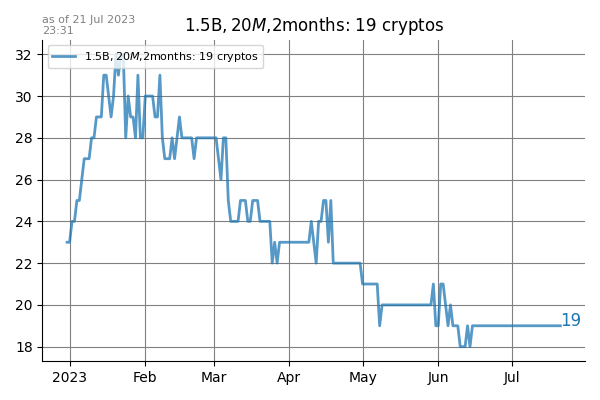 as of 21 Jul 2023
23:31
1.5B, 20M,2months: 19 cryptos
1.5B, 20M,2months: 19 cryptos
32
30
28
26
24
22
20
18
19
2023 Feb Mar Apr May Jun Jul